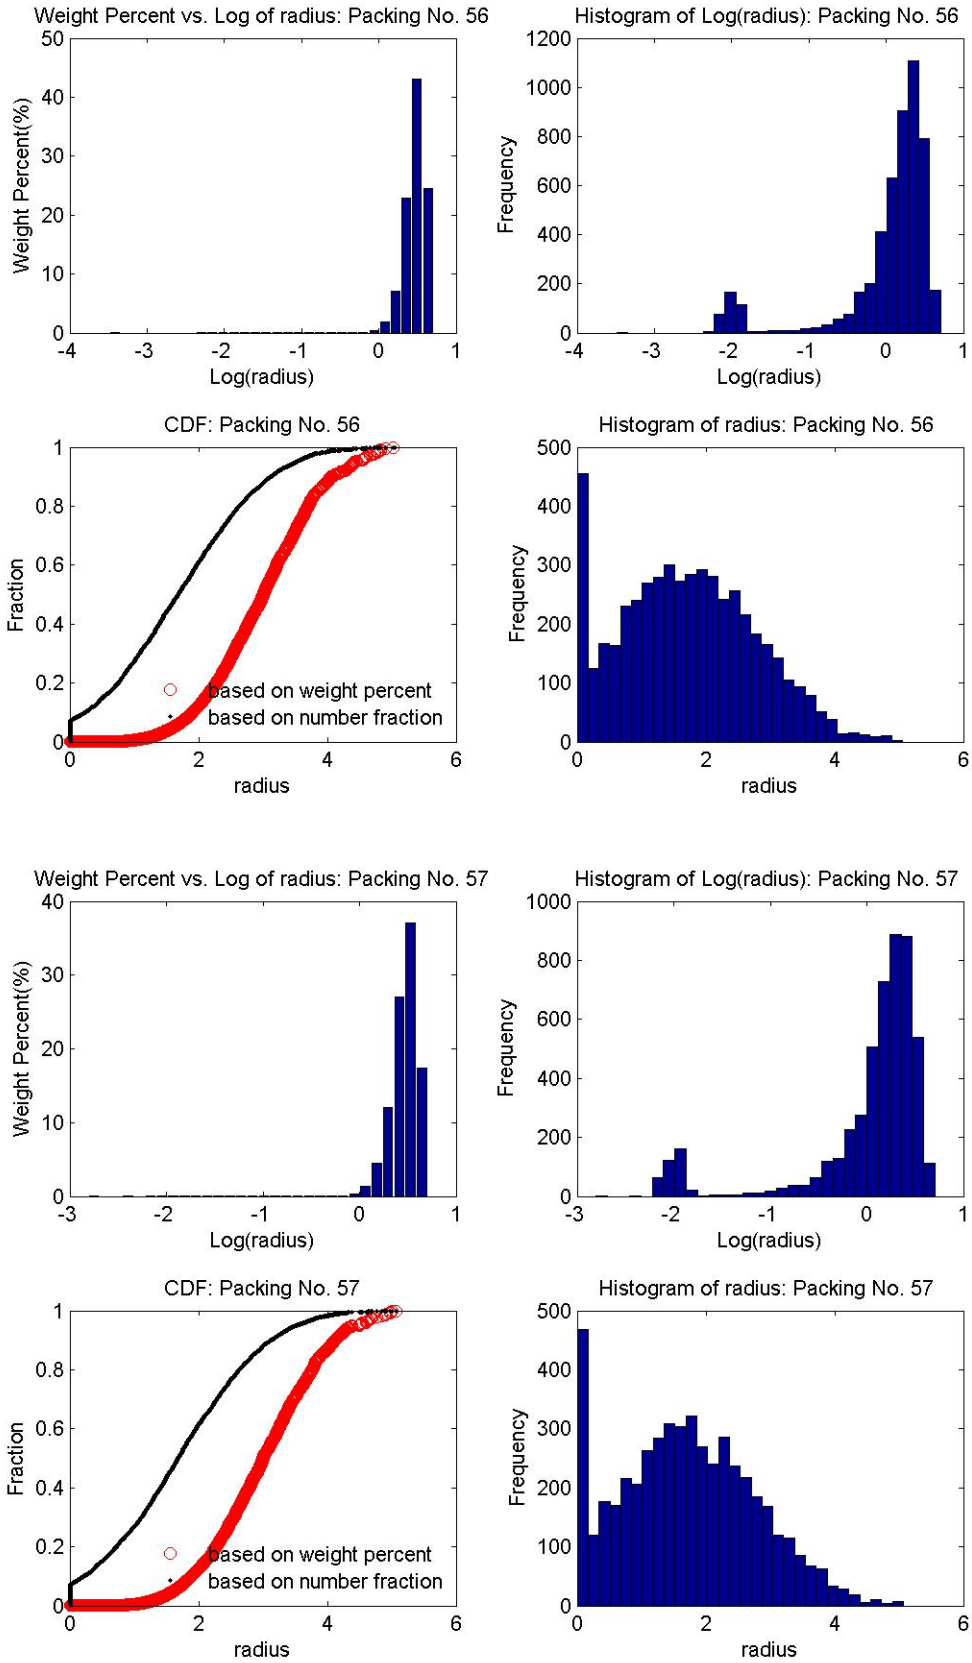 Weight Percent vs. Log of radius: Packing No. 56
Histogram of Log(radius): Packing No. 56
50
40
30
20
10
0
Weight Percent(%)
-4 -3 -2 -1 0 1
Log(radius)
1200
1000
800
600
400
200
0
Frequency
-4 -3 -2 -1 0 1
Log(radius)
CDF: Packing No. 56
Histogram of radius: Packing No. 56
1
0.8
0.6
0.4
0.2
0
Fraction
based on weight percent
based on number fraction
0 2 4 6
radius
500
400
300
200
100
0
Frequency
0 2 4 6
radius
Weight Percent vs. Log of radius: Packing No. 57
Histogram of Log(radius): Packing No. 57
40
30
20
10
0
Weight Percent(%)
-3 -2 -1 0 1
Log(radius)
1000
800
600
400
200
0
Frequency
-3 -2 -1 0 1
Log(radius)
CDF: Packing No. 57
Histogram of radius: Packing No. 57
1
0.8
0.6
0.4
0.2
0
Fraction
based on weight percent
based on number fraction
0 2 4 6
radius
500
400
300
200
100
0
Frequency
0 2 4 6
radius